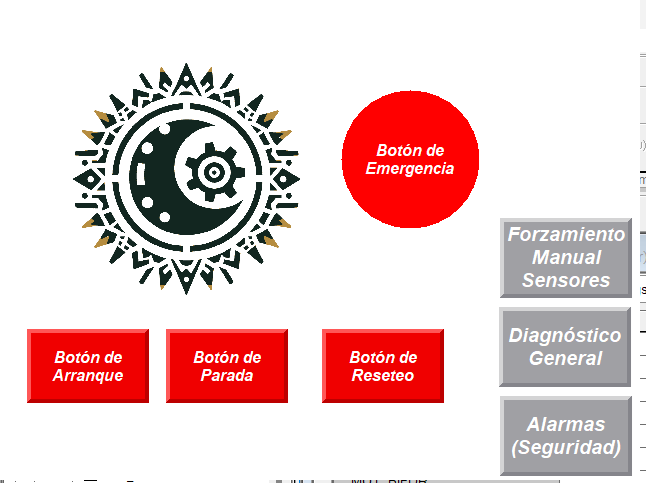 Botón de
Emergencia
Forzamiento
Manual
Sensores
Botón de
Arranque
Botón de
Parada
Botón de
Reseteo
Diagnóstico
General
Alarmas
(Seguridad)